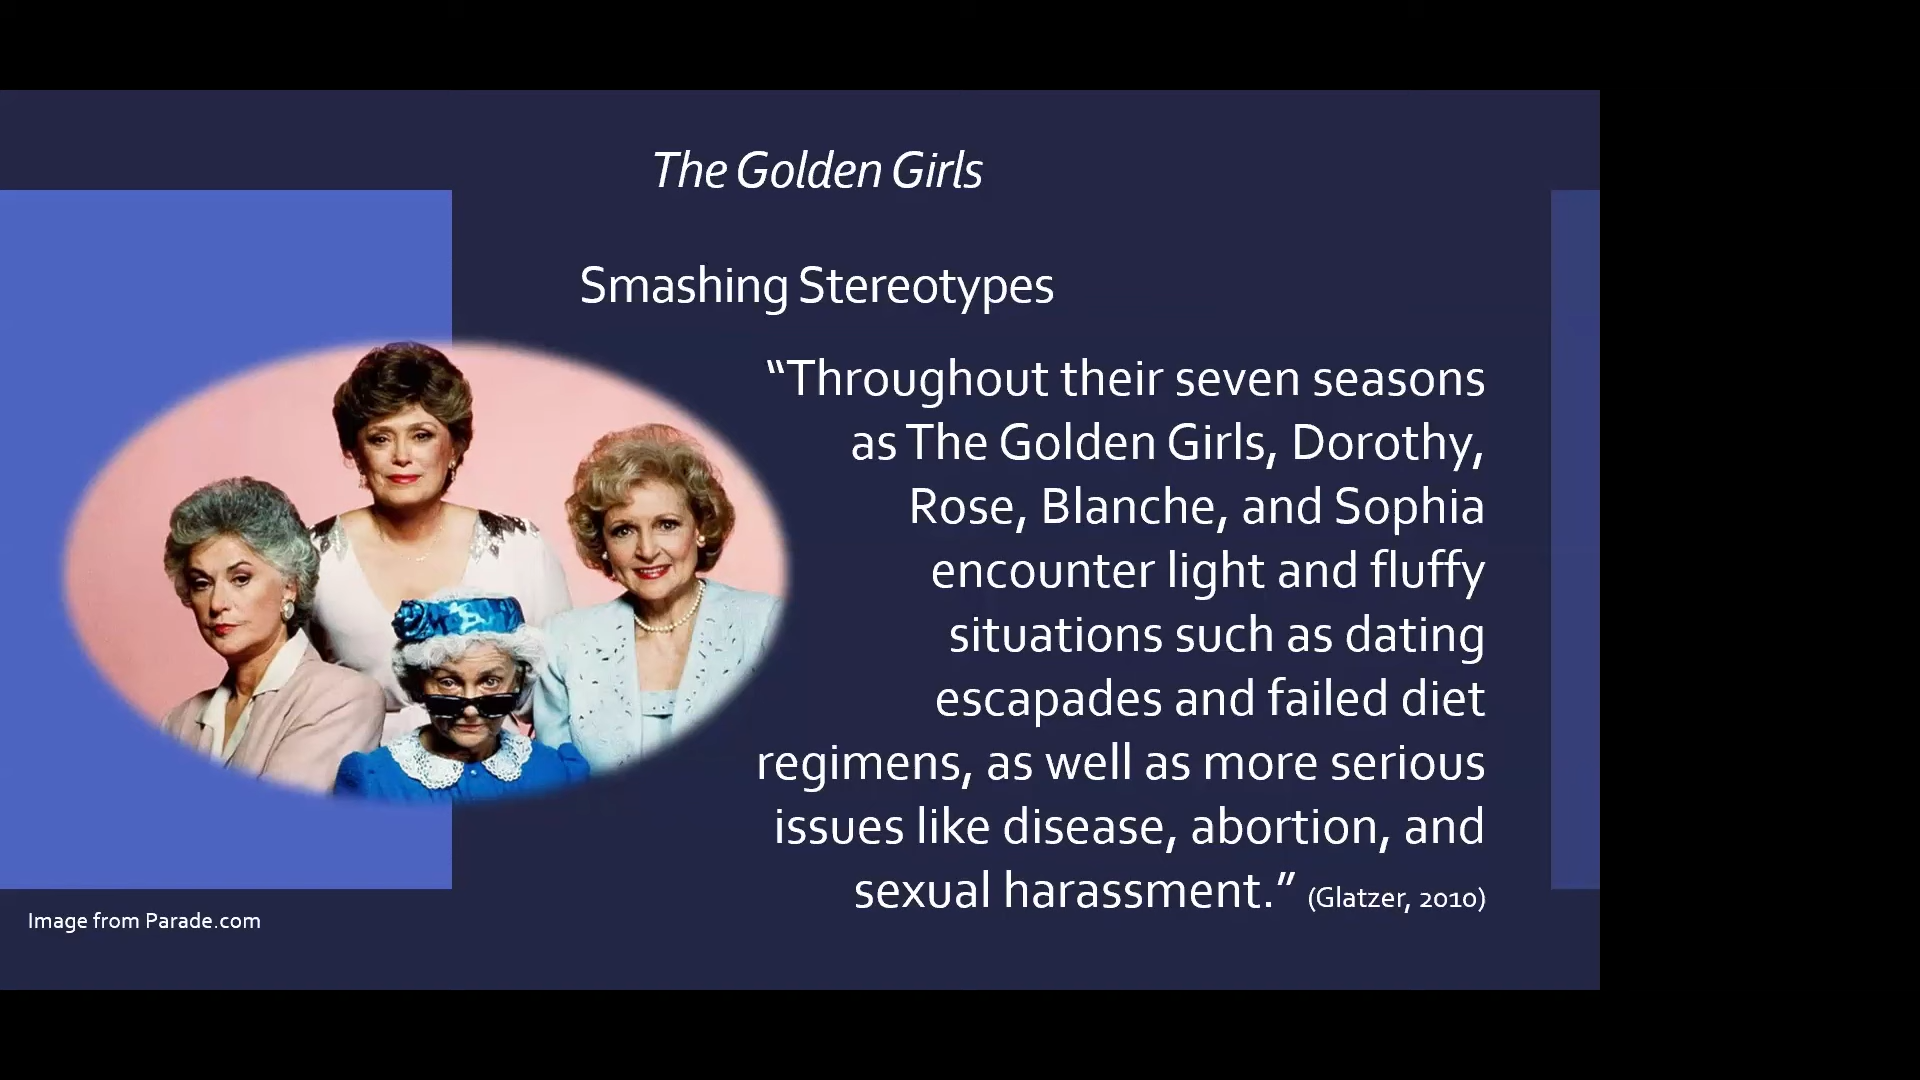 The Golden Girls
Smashing Stereotypes
“Throughout their seven seasons
as The Golden Girls, Dorothy,
Rose, Blanche, and Sophia
encounter light and fluffy
situations such as dating
escapades and failed diet
regimens, as well as more serious
issues like disease, abortion, and
sexual harassment.” (Glatzer, 2010)
Image from Parade.com